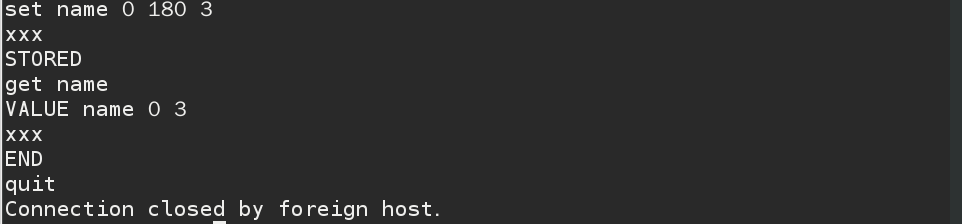 set name 0 180 3
xxx
STORED
get name
VALUE name 0 3
xxx
END
quit
Connection closed by foreign host.